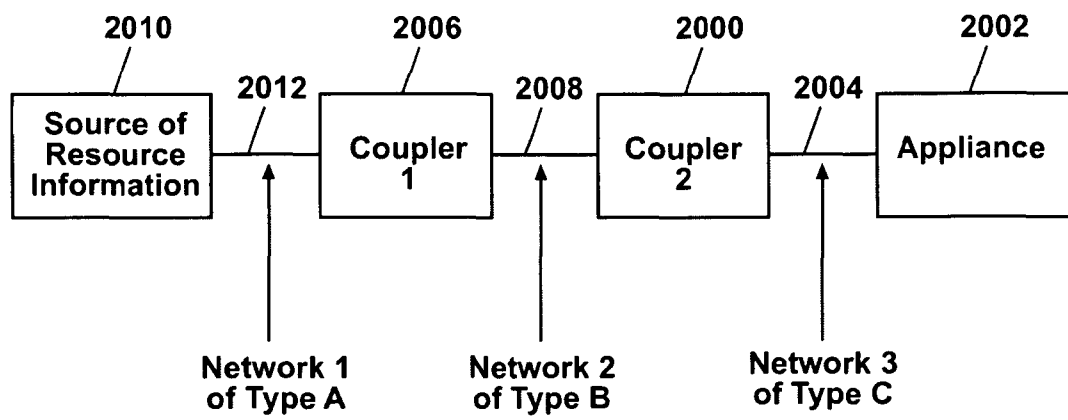 2010
2006
2000
2002
2012
2008
2004
Source of
Resource
Information
Coupler
1
Coupler
2
Appliance
Network 1
of Type A
Network 2
of Type B
Network 3
of Type C